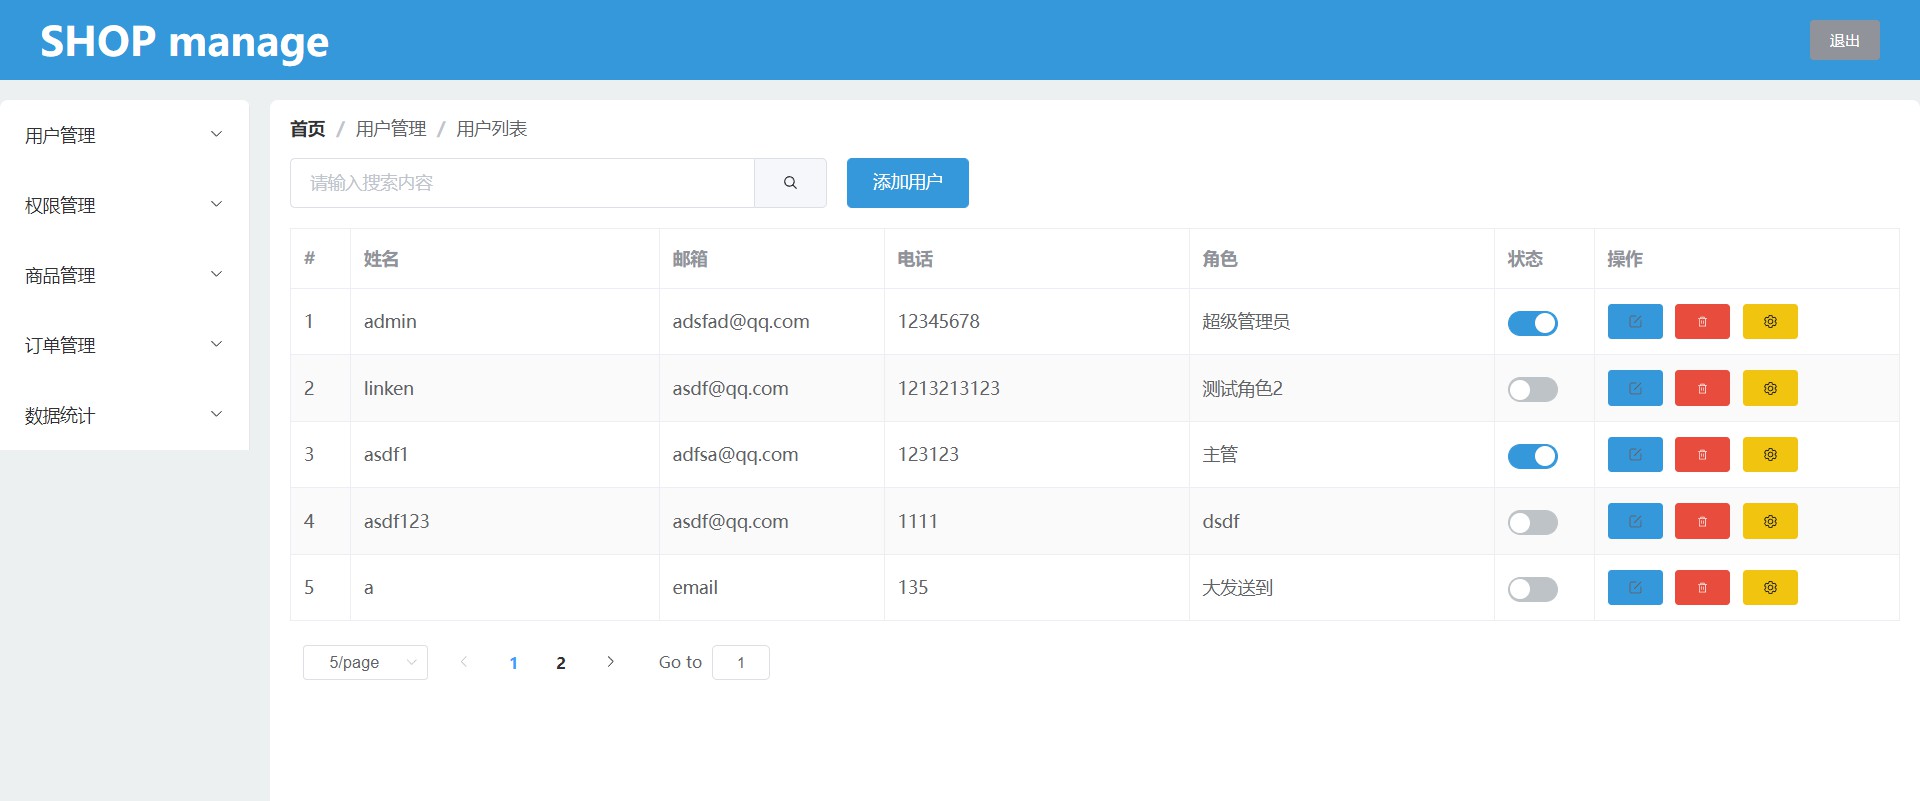 SHOP manage
退出
用户管理
权限管理
商品管理
订单管理
数据统计
首页 / 用户管理 / 用户列表
请输入搜索内容
添加用户
# 姓名 邮箱 电话 角色 状态 操作
1 admin adsfad@qq.com 12345678 超级管理员
2 linken asdf@qq.com 1213213123 测试角色2
3 asdf1 adfsa@qq.com 123123 主管
4 asdf123 asdf@qq.com 1111 dsdf
5 a email 135 大发送到
5/page 1 2 Go to 1